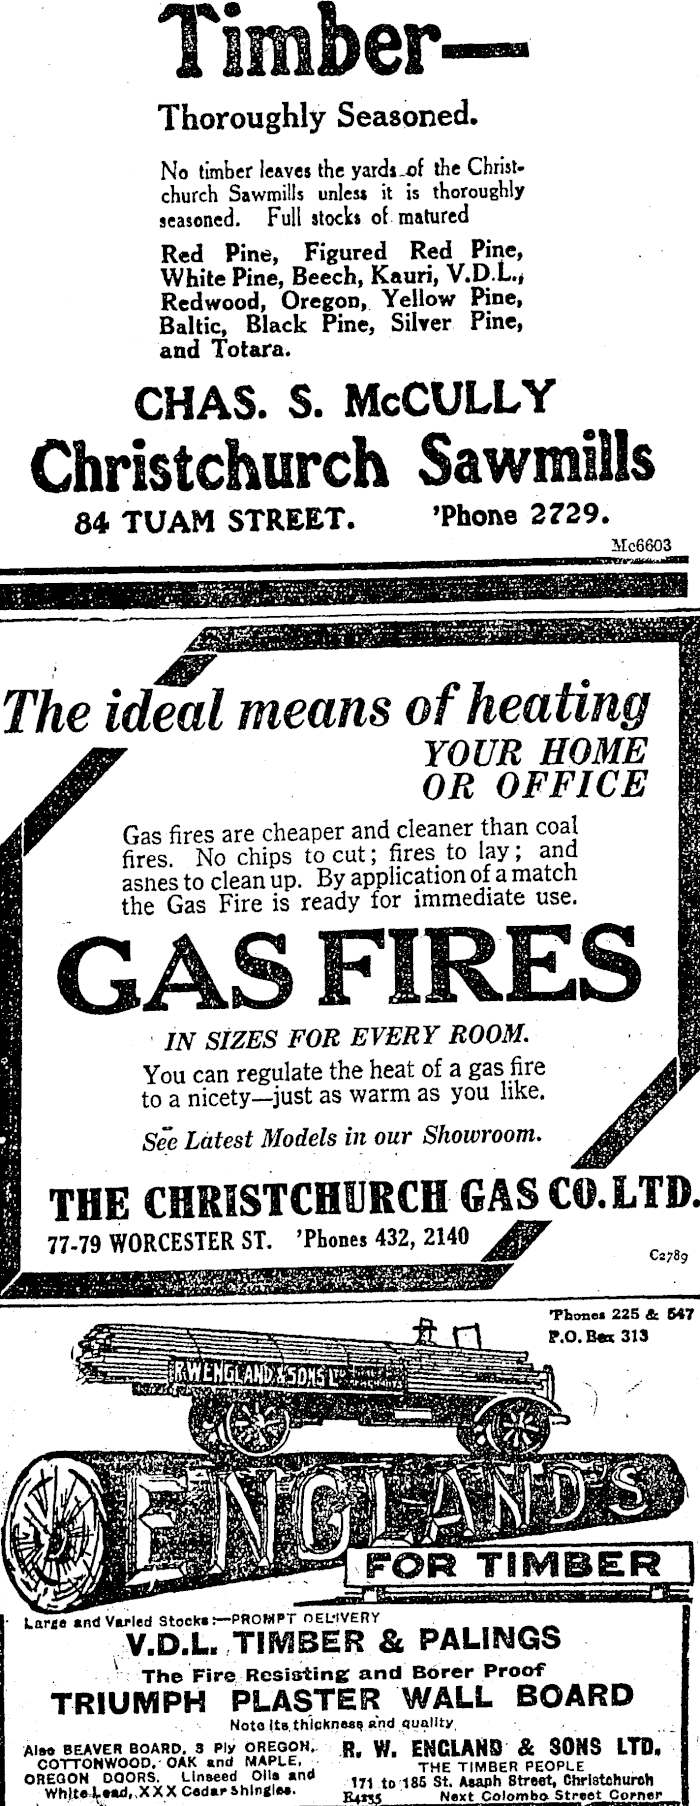 Timber—
Thoroughly Seasoned.
No timber leaves the yards of the Christ-
church Sawmills unless it is thoroughly
seasoned. Full stocks of matured
Red Pine, Figured Red Pine,
White Pine, Beech, Kauri, V.D.L.,
Redwood, Oregon, Yellow Pine,
Baltic, Black Pine, Silver Pine,
and Totara.
CHAS. S. McCULLY
Christchurch Sawmills
84 TUAM STREET. 'Phone 2729.
Mc6603
The ideal means of heating
YOUR HOME
OR OFFICE
Gas fires are cheaper and cleaner than coal
fires. No chips to cut; fires to lay; and
ashes to clean up. By application of a match
the Gas Fire is ready for immediate use.
GAS FIRES
IN SIZES FOR EVERY ROOM.
You can regulate the heat of a gas fire
to a nicety—just as warm as you like.
See Latest Models in our Showroom.
THE CHRISTCHURCH GAS CO. LTD.
77-79 WORCESTER ST. 'Phones 432, 2140
C2789
'Phones 225 & 547
P.O. Box 313
R.W. ENGLAND & SONS LTD
ENGLAND'S
FOR TIMBER
Large and Varied Stocks:—PROMPT DELIVERY
V.D.L. TIMBER & PALINGS
The Fire Resisting and Borer Proof
TRIUMPH PLASTER WALL BOARD
Note its thickness and quality
Also BEAVER BOARD, 3 Ply OREGON,
COTTONWOOD, OAK and MAPLE,
OREGON DOORS. Linseed Oils and
White Lead, XXX Cedar Shingles.
R. W. ENGLAND & SONS LTD.
THE TIMBER PEOPLE
171 to 185 St. Asaph Street, Christchurch
E4235 Next Colombo Street Corner